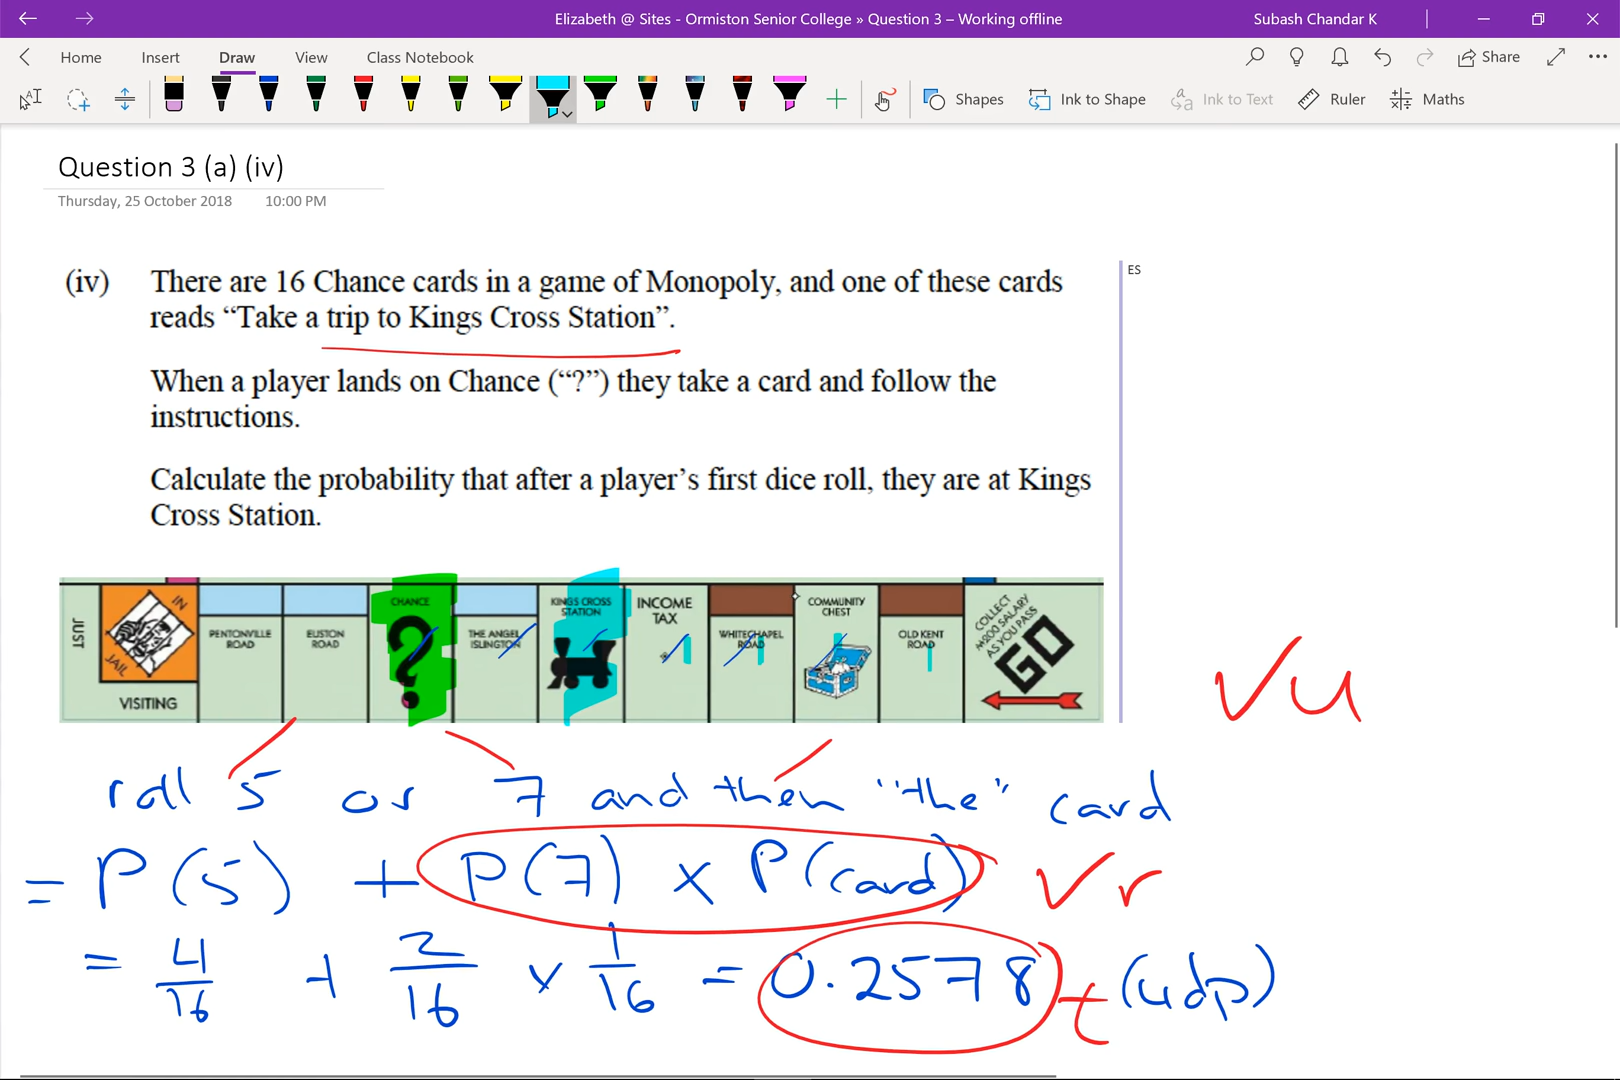 Elizabeth @ Sites - Ormiston Senior College » Question 3 – Working offline
Subash Chandar K
Home Insert Draw View Class Notebook
Share
Shapes Ink to Shape Ink to Text Ruler Maths
Question 3 (a) (iv)
Thursday, 25 October 2018 10:00 PM
ES
(iv) There are 16 Chance cards in a game of Monopoly, and one of these cards
reads “Take a trip to Kings Cross Station”.
When a player lands on Chance (“?”) they take a card and follow the
instructions.
Calculate the probability that after a player’s first dice roll, they are at Kings
Cross Station.
JUST
IN
JAIL
VISITING
PENTONVILLE
ROAD
EUSTON
ROAD
CHANCE
?
THE ANGEL
ISLINGTON
KINGS CROSS
STATION
INCOME
TAX
WHITECHAPEL
ROAD
COMMUNITY
CHEST
OLD KENT
ROAD
COLLECT
SALARY
AS YOU PASS
GO
√u
roll 5 or 7 and then "the" card
= P(5) + P(7) × P(card) √r
= 4/16 + 2/16 × 1/16 = 0.2578 t (4dp)